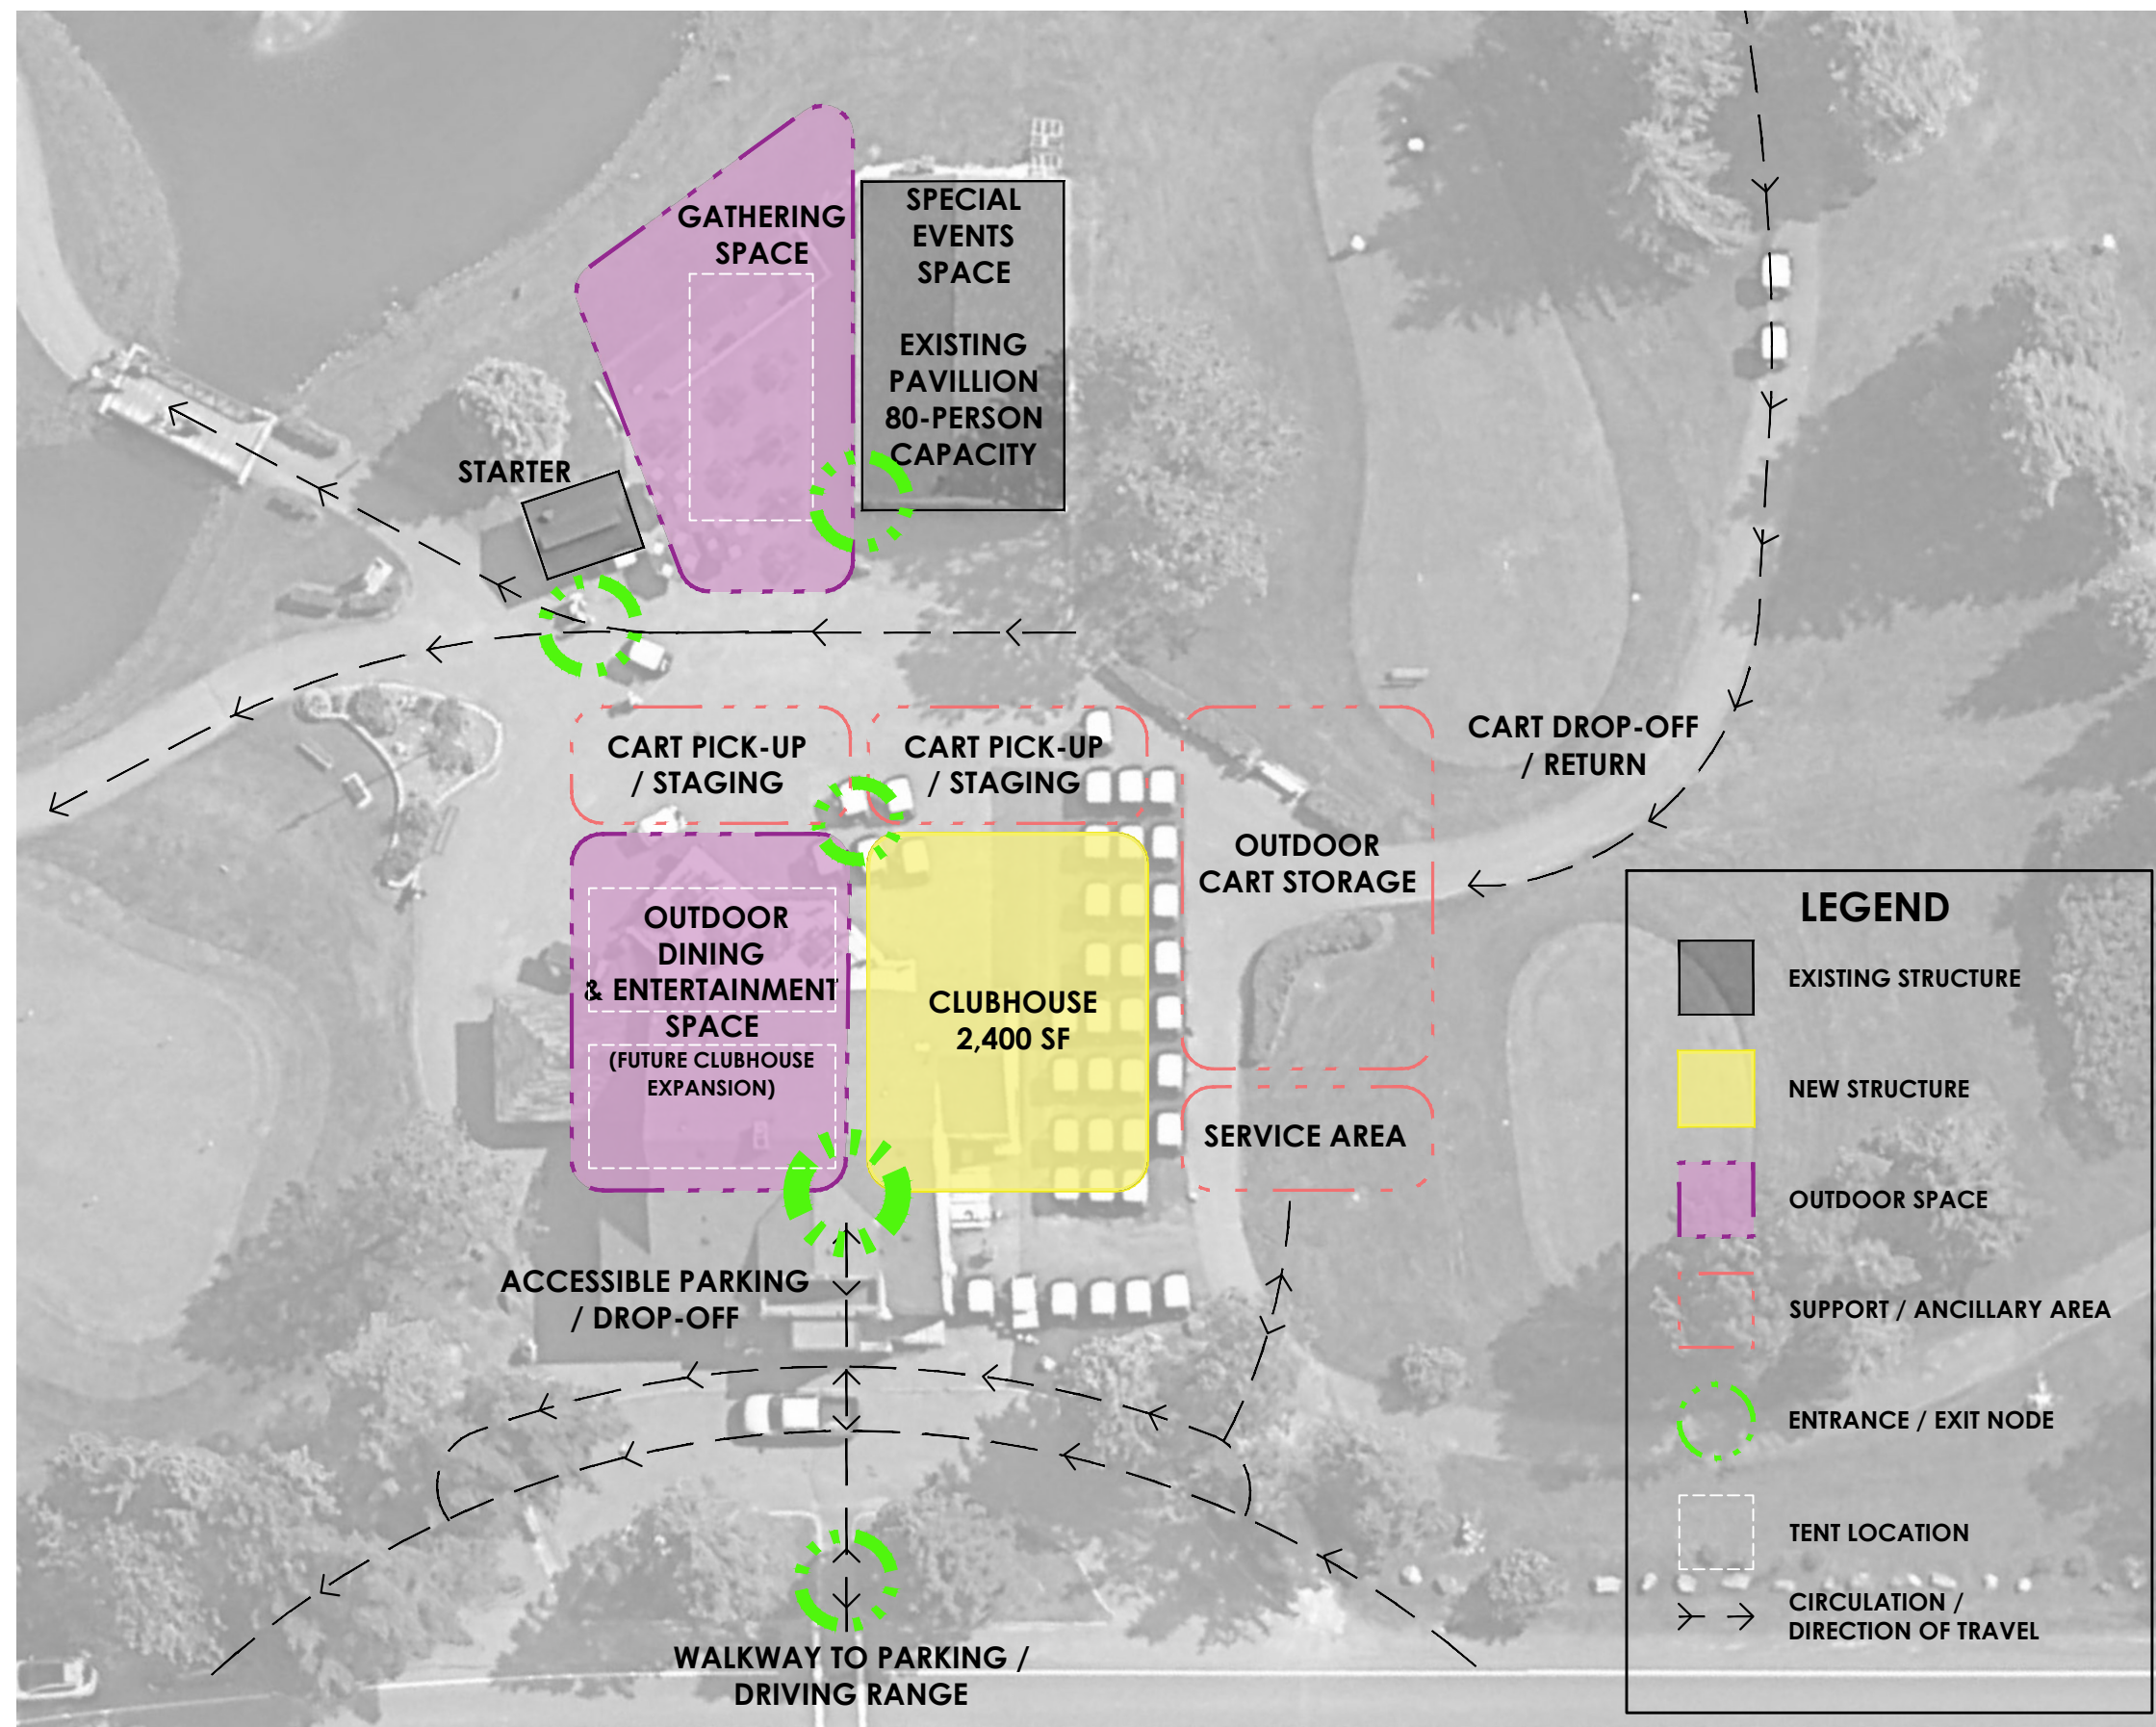 GATHERING
SPACE
SPECIAL
EVENTS
SPACE
EXISTING
PAVILLION
80-PERSON
CAPACITY
STARTER
CART PICK-UP
/ STAGING
CART PICK-UP
/ STAGING
OUTDOOR
CART STORAGE
CART DROP-OFF
/ RETURN
OUTDOOR
DINING
& ENTERTAINMENT
SPACE
(FUTURE CLUBHOUSE
EXPANSION)
CLUBHOUSE
2,400 SF
SERVICE AREA
ACCESSIBLE PARKING
/ DROP-OFF
WALKWAY TO PARKING /
DRIVING RANGE
LEGEND
EXISTING STRUCTURE
NEW STRUCTURE
OUTDOOR SPACE
SUPPORT / ANCILLARY AREA
ENTRANCE / EXIT NODE
TENT LOCATION
CIRCULATION /
DIRECTION OF TRAVEL